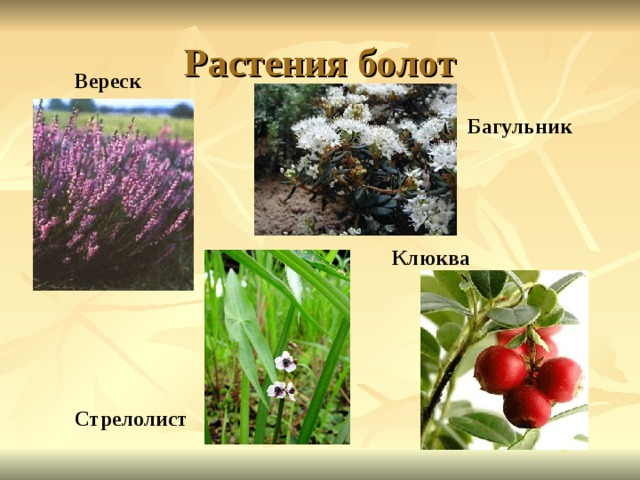 Растения болот
Вереск
Багульник
Клюква
Стрелолист